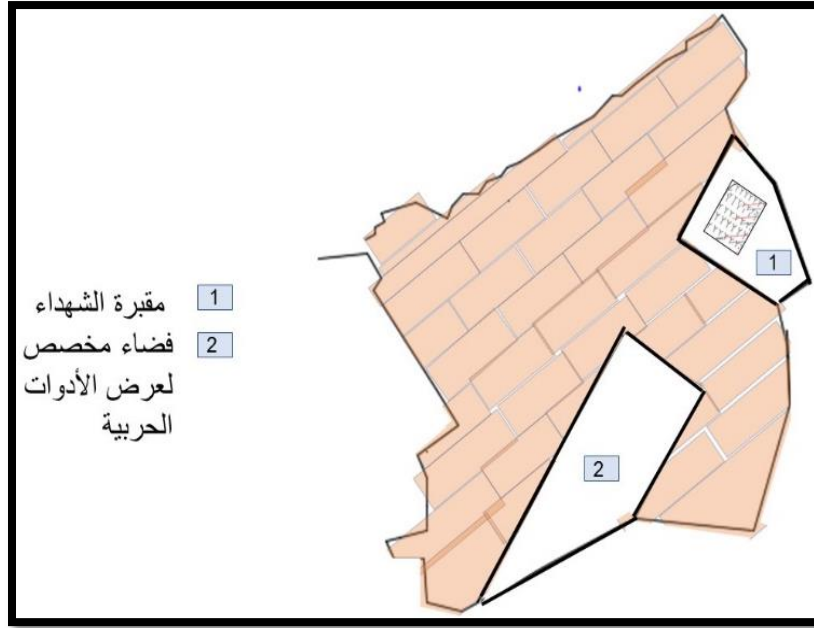 1 مقبرة الشهداء
2 فضاء مخصص
لعرض الأدوات
الحربية
1
2